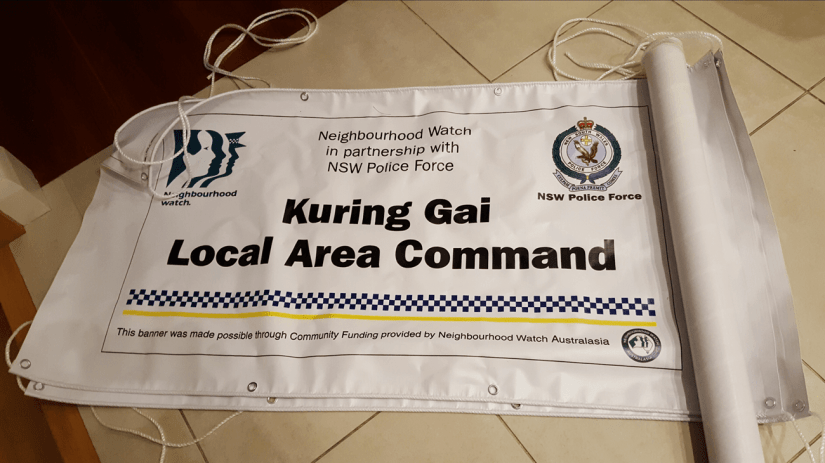 Neighbourhood Watch
in partnership with
NSW Police Force
Neighbourhood
watch.
NSW Police Force
Kuring Gai
Local Area Command
This banner was made possible through Community Funding provided by Neighbourhood Watch Australasia